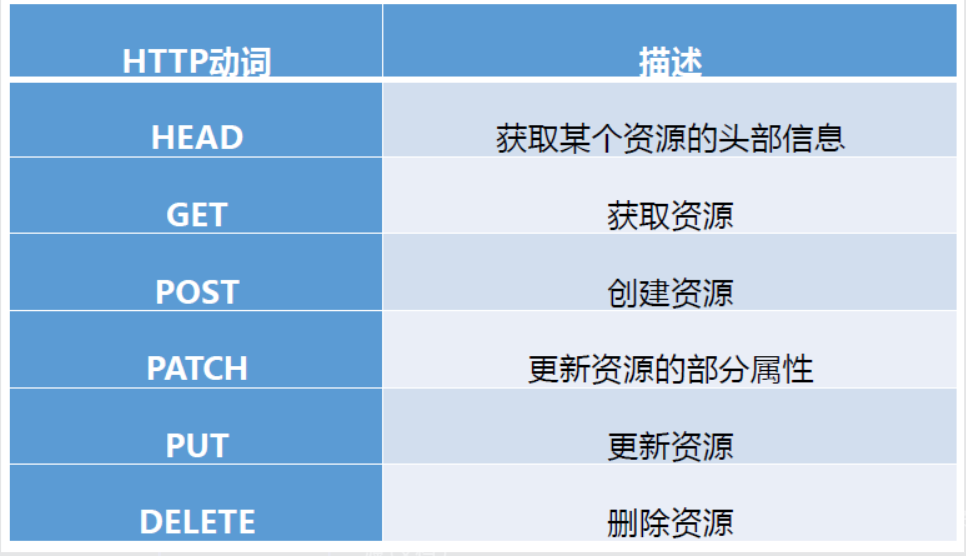 HTTP动词 描述
HEAD 获取某个资源的头部信息
GET 获取资源
POST 创建资源
PATCH 更新资源的部分属性
PUT 更新资源
DELETE 删除资源